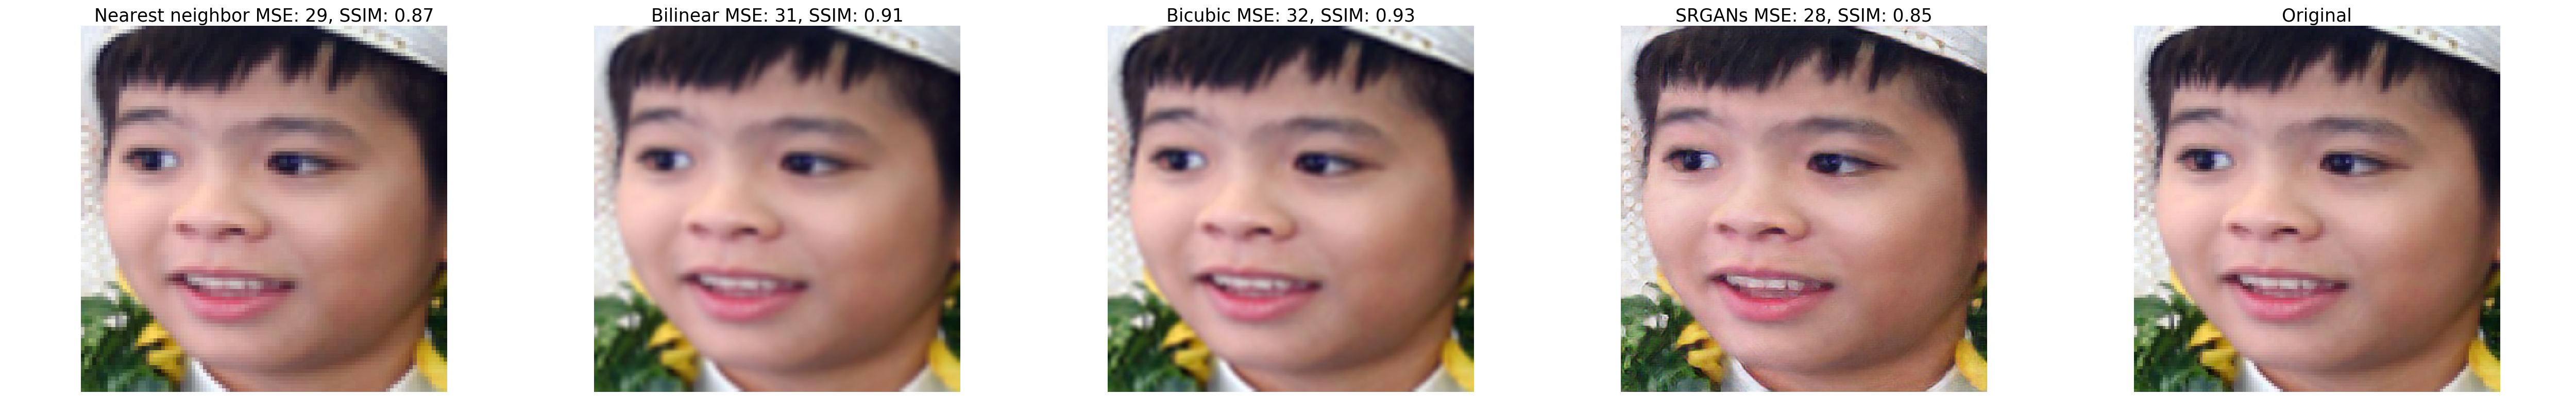 Nearest neighbor MSE: 29, SSIM: 0.87
Bilinear MSE: 31, SSIM: 0.91
Bicubic MSE: 32, SSIM: 0.93
SRGANs MSE: 28, SSIM: 0.85
Original